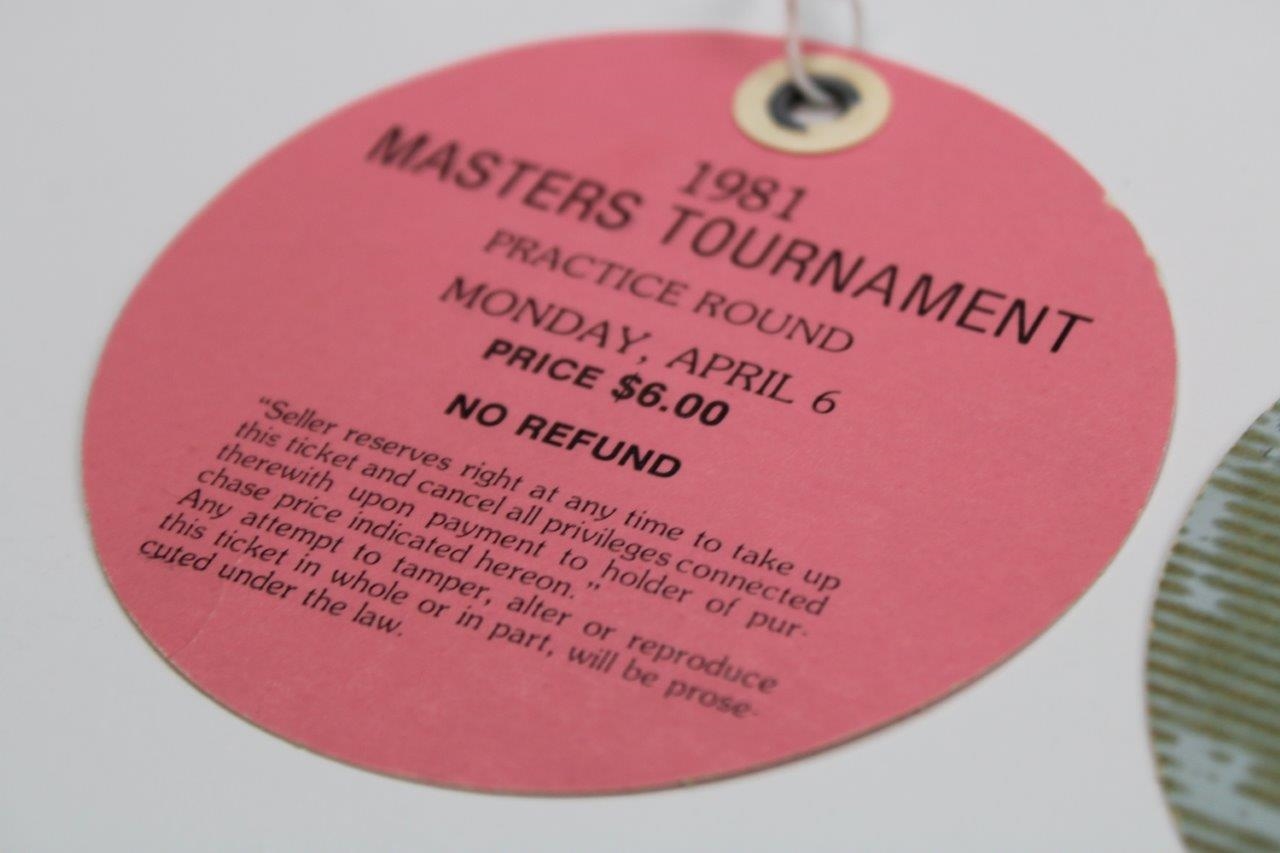 1981
MASTERS TOURNAMENT
PRACTICE ROUND
MONDAY, APRIL 6
PRICE $6.00
NO REFUND
"Seller reserves right at any time to take up
this ticket and cancel all privileges connected
therewith upon payment to holder of pur-
chase price indicated hereon."
Any attempt to tamper, alter or reproduce
this ticket in whole or in part, will be prose-
cuted under the law.